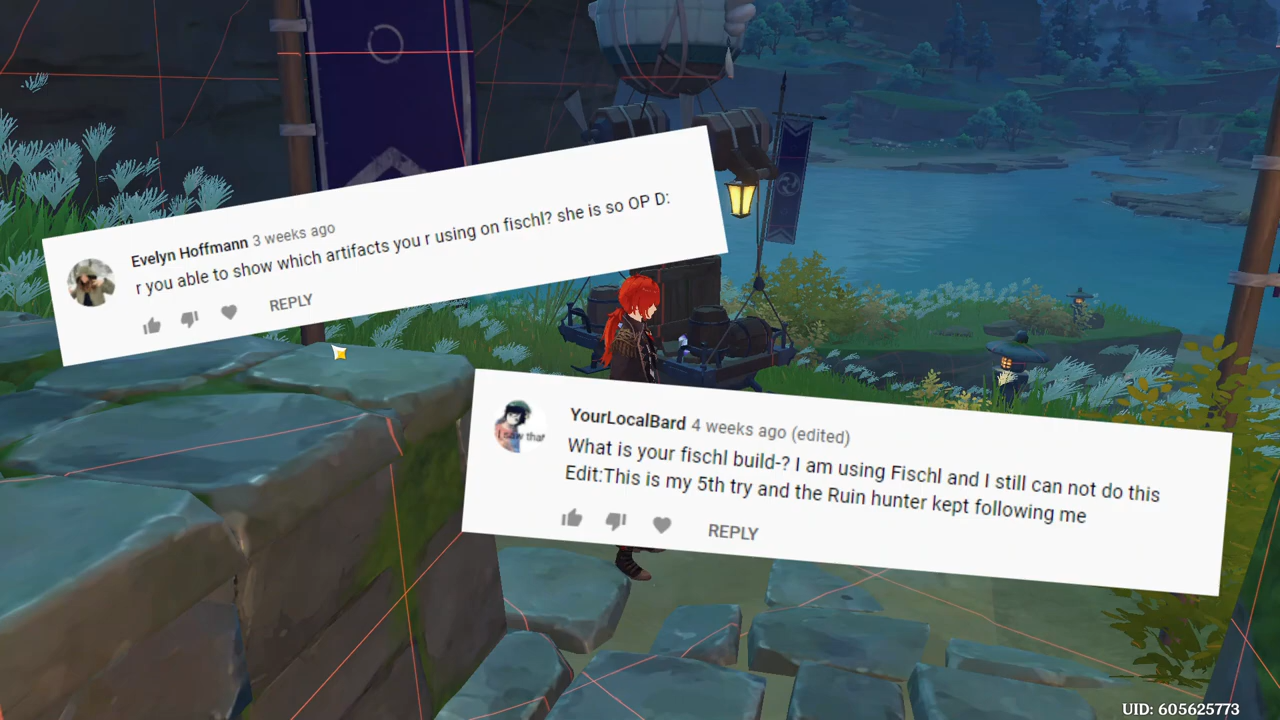 Evelyn Hoffmann 3 weeks ago
r you able to show which artifacts you r using on fischl? she is so OP D:
REPLY
I saw that
YourLocalBard 4 weeks ago (edited)
What is your fischl build-? I am using Fischl and I still can not do this
Edit:This is my 5th try and the Ruin hunter kept following me
REPLY
UID: 605625773